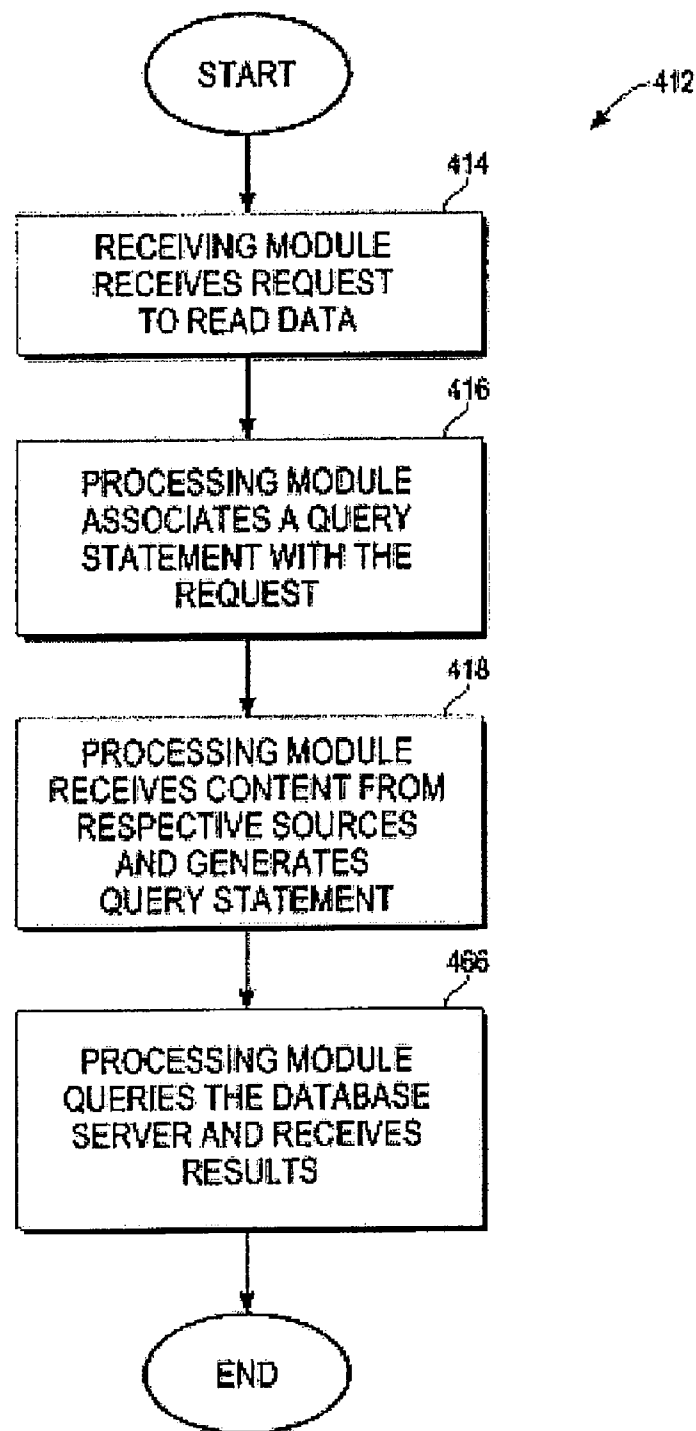 START
412
414
RECEIVING MODULE
RECEIVES REQUEST
TO READ DATA
416
PROCESSING MODULE
ASSOCIATES A QUERY
STATEMENT WITH THE
REQUEST
418
PROCESSING MODULE
RECEIVES CONTENT FROM
RESPECTIVE SOURCES
AND GENERATES
QUERY STATEMENT
466
PROCESSING MODULE
QUERIES THE DATABASE
SERVER AND RECEIVES
RESULTS
END